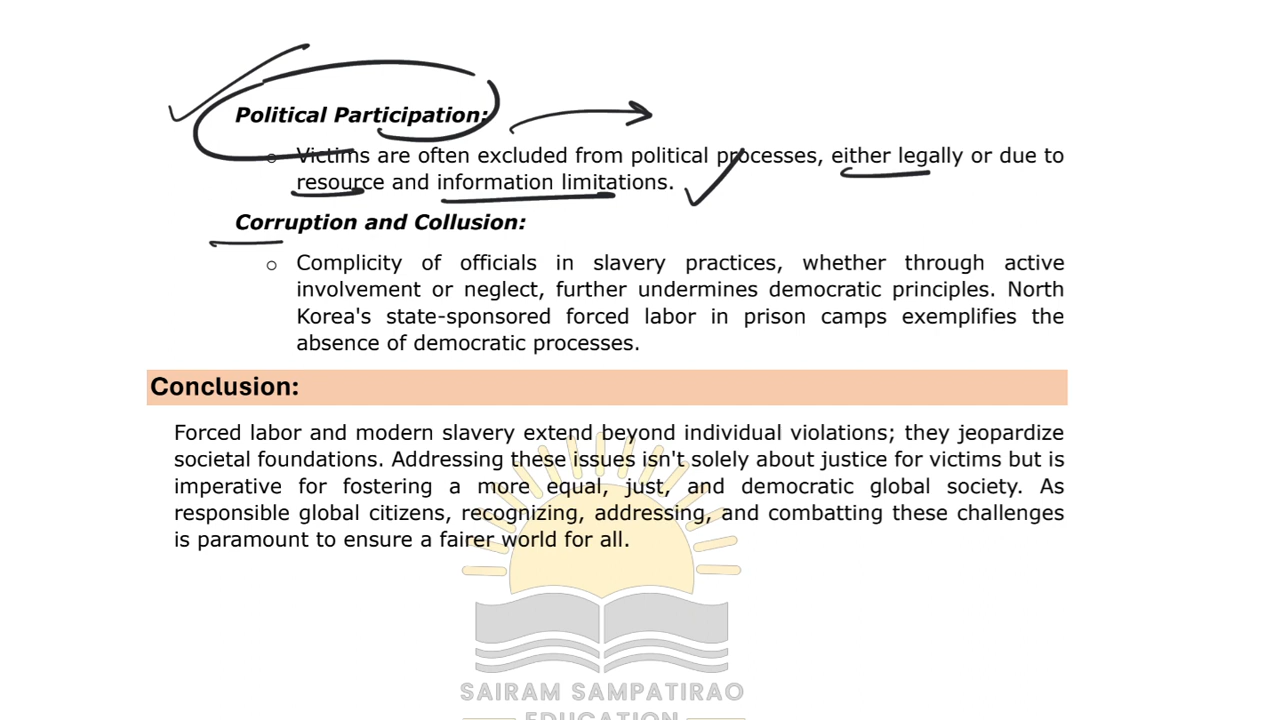 Political Participation:
o Victims are often excluded from political processes, either legally or due to
resource and information limitations.
Corruption and Collusion:
o Complicity of officials in slavery practices, whether through active
involvement or neglect, further undermines democratic principles. North
Korea's state-sponsored forced labor in prison camps exemplifies the
absence of democratic processes.
Conclusion:
Forced labor and modern slavery extend beyond individual violations; they jeopardize
societal foundations. Addressing these issues isn't solely about justice for victims but is
imperative for fostering a more equal, just, and democratic global society. As
responsible global citizens, recognizing, addressing, and combatting these challenges
is paramount to ensure a fairer world for all.
SAIRAM SAMPATIRAO
EDUCATION